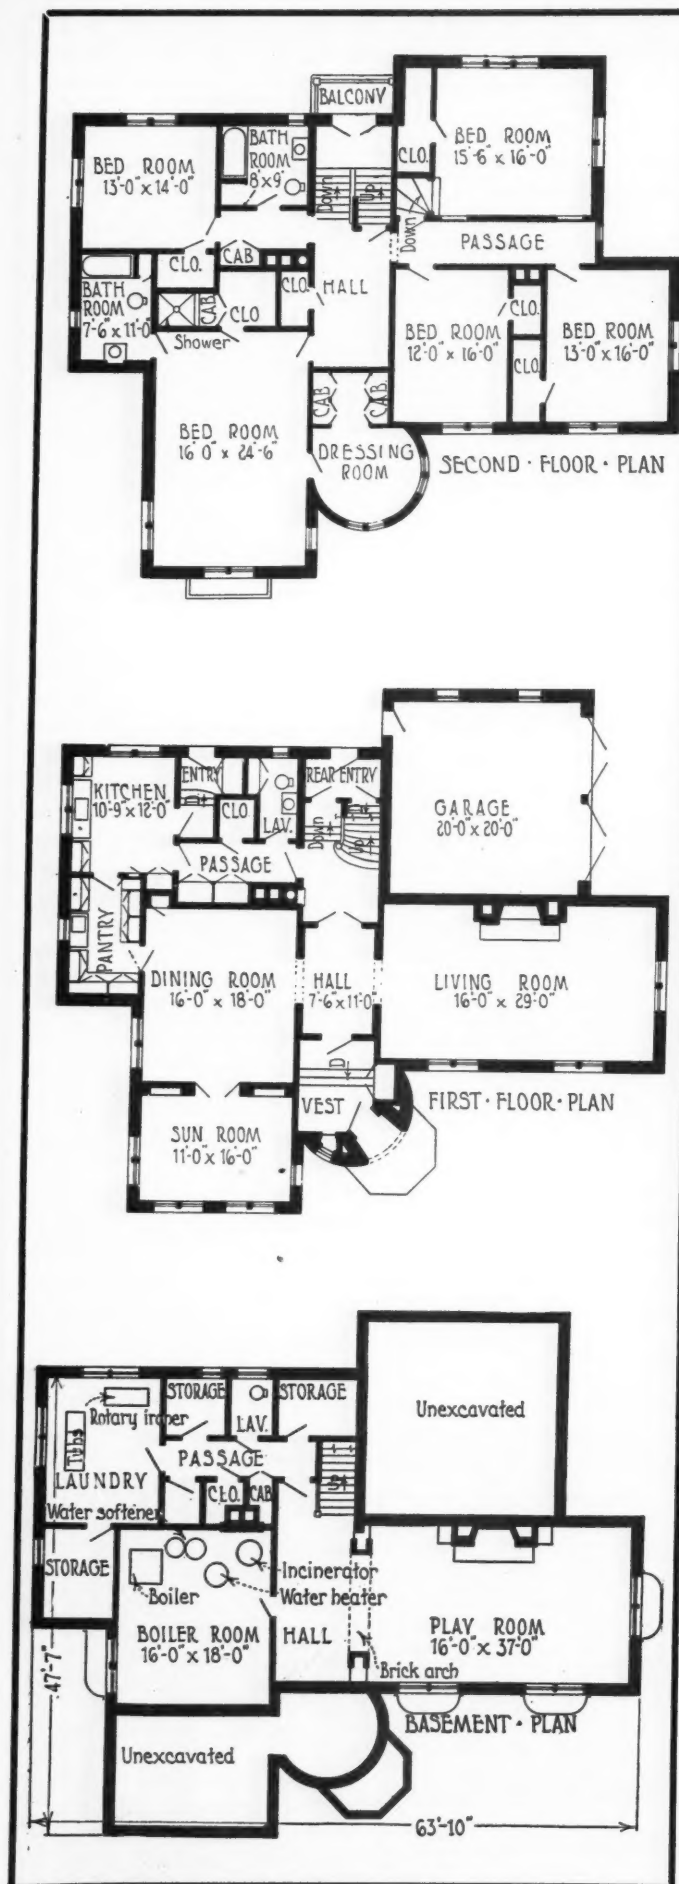 BALCONY
BATH
ROOM
8'x9'
BED ROOM
13'-0" x 14'-0"
CLO.
BED ROOM
15'-6" x 16'-0"
Down
Up
Down
PASSAGE
CAB
CLO.
HALL
CLO.
BATH
ROOM
7'-6" x 11'-0"
CAB.
CLO
Shower
CLO.
BED ROOM
12'-0" x 16'-0"
BED ROOM
13'-0" x 16'-0"
CLO.
CAB
CAB.
BED ROOM
16'-0" x 24'-6"
DRESSING
ROOM
SECOND · FLOOR · PLAN
KITCHEN
10'-9" x 12'-0"
ENTRY
D
CLO.
LAV.
REAR ENTRY
Down
Up
GARAGE
20'-0" x 20'-0"
PASSAGE
PANTRY
DINING ROOM
16'-0" x 18'-0"
HALL
7'-6" x 11'-0"
LIVING ROOM
16'-0" x 29'-0"
D
VEST
FIRST · FLOOR · PLAN
SUN ROOM
11'-0" x 16'-0"
STORAGE
LAV.
STORAGE
Unexcavated
Rotary ironer
Tubs
PASSAGE
LAUNDRY
CLO.
CAB
Water softener
STORAGE
Incinerator
Boiler
Water heater
BOILER ROOM
16'-0" x 18'-0"
HALL
PLAY ROOM
16'-0" x 37'-0"
Brick arch
47'-7"
BASEMENT · PLAN
Unexcavated
63'-10"